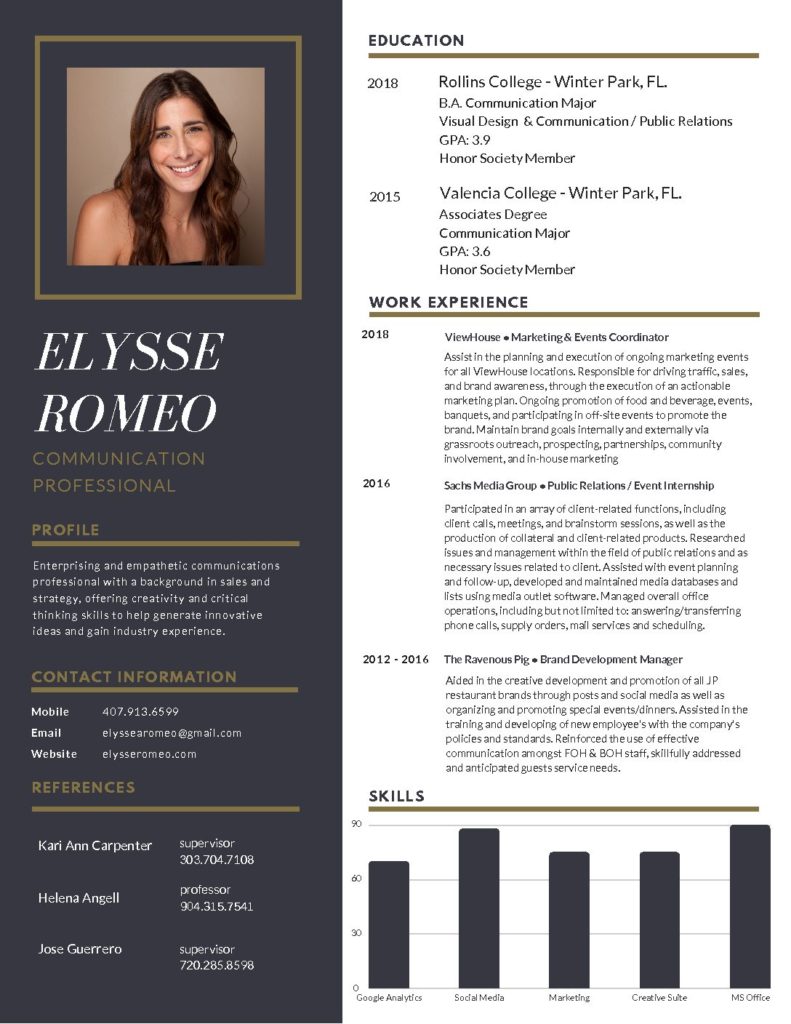 ELYSSE
ROMEO
COMMUNICATION
PROFESSIONAL
PROFILE
Enterprising and empathetic communications
professional with a background in sales and
strategy, offering creativity and critical
thinking skills to help generate innovative
ideas and gain industry experience.
CONTACT INFORMATION
Mobile 407.913.6599
Email elyssearomeo@gmail.com
Website elysseromeo.com
REFERENCES
Kari Ann Carpenter supervisor
303.704.7108
Helena Angell professor
904.315.7541
Jose Guerrero supervisor
720.285.8598
EDUCATION
2018 Rollins College - Winter Park, FL.
B.A. Communication Major
Visual Design & Communication / Public Relations
GPA: 3.9
Honor Society Member
2015 Valencia College - Winter Park, FL.
Associates Degree
Communication Major
GPA: 3.6
Honor Society Member
WORK EXPERIENCE
2018 ViewHouse ● Marketing & Events Coordinator
Assist in the planning and execution of ongoing marketing events
for all ViewHouse locations. Responsible for driving traffic, sales,
and brand awareness, through the execution of an actionable
marketing plan. Ongoing promotion of food and beverage, events,
banquets, and participating in off-site events to promote the
brand. Maintain brand goals internally and externally via
grassroots outreach, prospecting, partnerships, community
involvement, and in-house marketing
2016 Sachs Media Group ● Public Relations / Event Internship
Participated in an array of client-related functions, including
client calls, meetings, and brainstorm sessions, as well as the
production of collateral and client-related products. Researched
issues and management within the field of public relations and as
necessary issues related to client. Assisted with event planning
and follow-up, developed and maintained media databases and
lists using media outlet software. Managed overall office
operations, including but not limited to: answering/transferring
phone calls, supply orders, mail services and scheduling.
2012 - 2016 The Ravenous Pig ● Brand Development Manager
Aided in the creative development and promotion of all JP
restaurant brands through posts and social media as well as
organizing and promoting special events/dinners. Assisted in the
training and developing of new employee's with the company's
policies and standards. Reinforced the use of effective
communication amongst FOH & BOH staff, skillfully addressed
and anticipated guests service needs.
SKILLS
90
60
30
0
Google Analytics Social Media Marketing Creative Suite MS Office